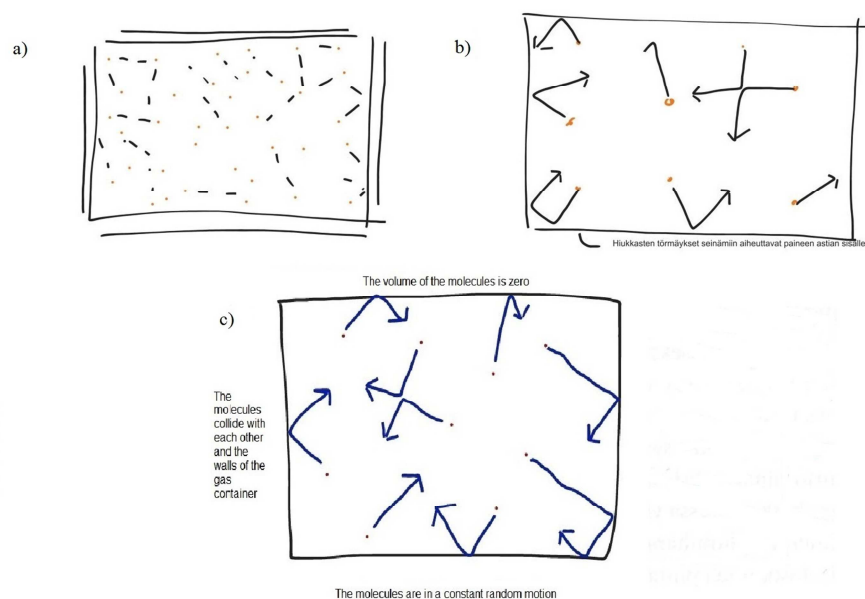 a)
b)
Hiukkasten törmäykset seinämiin aiheuttavat paineen astian sisälle
The volume of the molecules is zero
c)
The
molecules
collide with
each other
and the
walls of the
gas
container
The molecules are in a constant random motion